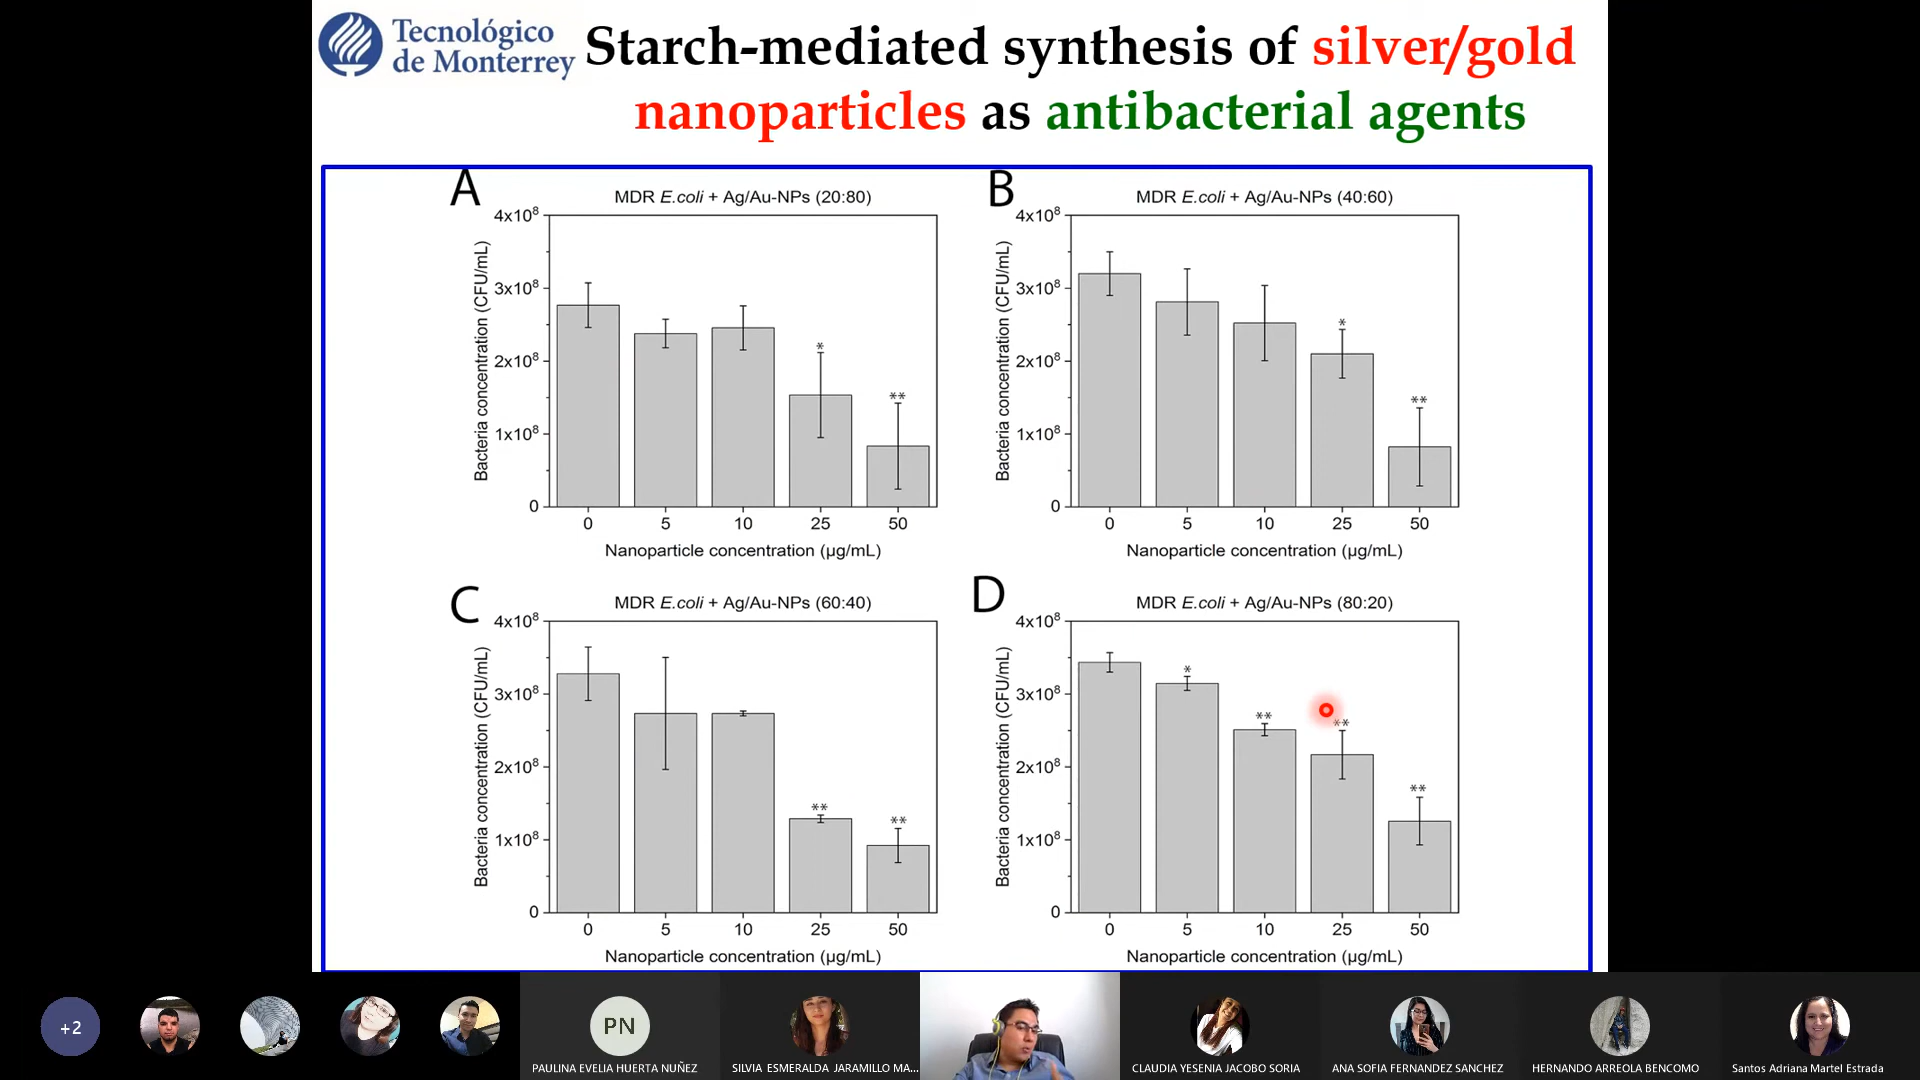 Tecnológico
de Monterrey
Starch-mediated synthesis of silver/gold
nanoparticles as antibacterial agents
A
MDR E.coli + Ag/Au-NPs (20:80)
Bacteria concentration (CFU/mL)
4x10⁸
3x10⁸
2x10⁸
1x10⁸
0
*
**
0 5 10 25 50
Nanoparticle concentration (µg/mL)
B
MDR E.coli + Ag/Au-NPs (40:60)
Bacteria concentration (CFU/mL)
4x10⁸
3x10⁸
2x10⁸
1x10⁸
0
*
**
0 5 10 25 50
Nanoparticle concentration (µg/mL)
C
MDR E.coli + Ag/Au-NPs (60:40)
Bacteria concentration (CFU/mL)
4x10⁸
3x10⁸
2x10⁸
1x10⁸
0
**
**
0 5 10 25 50
Nanoparticle concentration (µg/mL)
D
MDR E.coli + Ag/Au-NPs (80:20)
Bacteria concentration (CFU/mL)
4x10⁸
3x10⁸
2x10⁸
1x10⁸
0
*
**
**
**
0 5 10 25 50
Nanoparticle concentration (µg/mL)
+2
PN
PAULINA EVELIA HUERTA NUÑEZ
SILVIA ESMERALDA JARAMILLO MA...
CLAUDIA YESENIA JACOBO SORIA
ANA SOFIA FERNANDEZ SANCHEZ
HERNANDO ARREOLA BENCOMO
Santos Adriana Martel Estrada